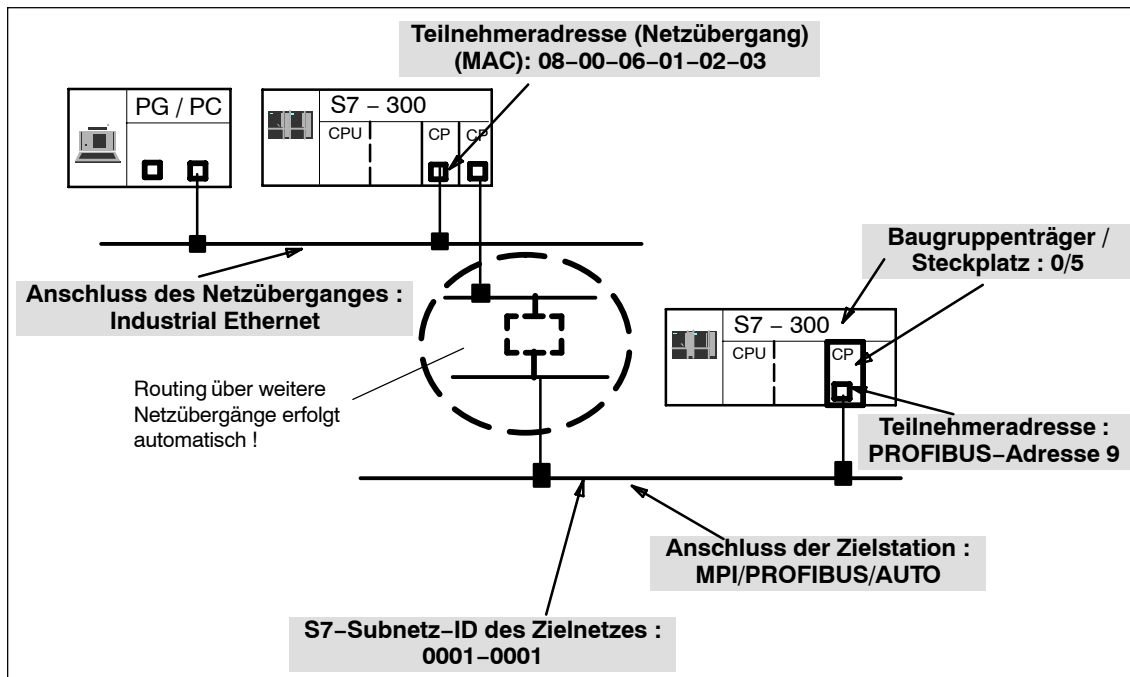 Teilnehmeradresse (Netzübergang)
(MAC): 08–00–06–01–02–03
PG / PC
S7 – 300
CPU
CP
CP
Baugruppenträger /
Steckplatz : 0/5
Anschluss des Netzüberganges :
Industrial Ethernet
S7 – 300
CPU
CP
Routing über weitere
Netzübergänge erfolgt
automatisch !
Teilnehmeradresse :
PROFIBUS–Adresse 9
Anschluss der Zielstation :
MPI/PROFIBUS/AUTO
S7–Subnetz–ID des Zielnetzes :
0001–0001